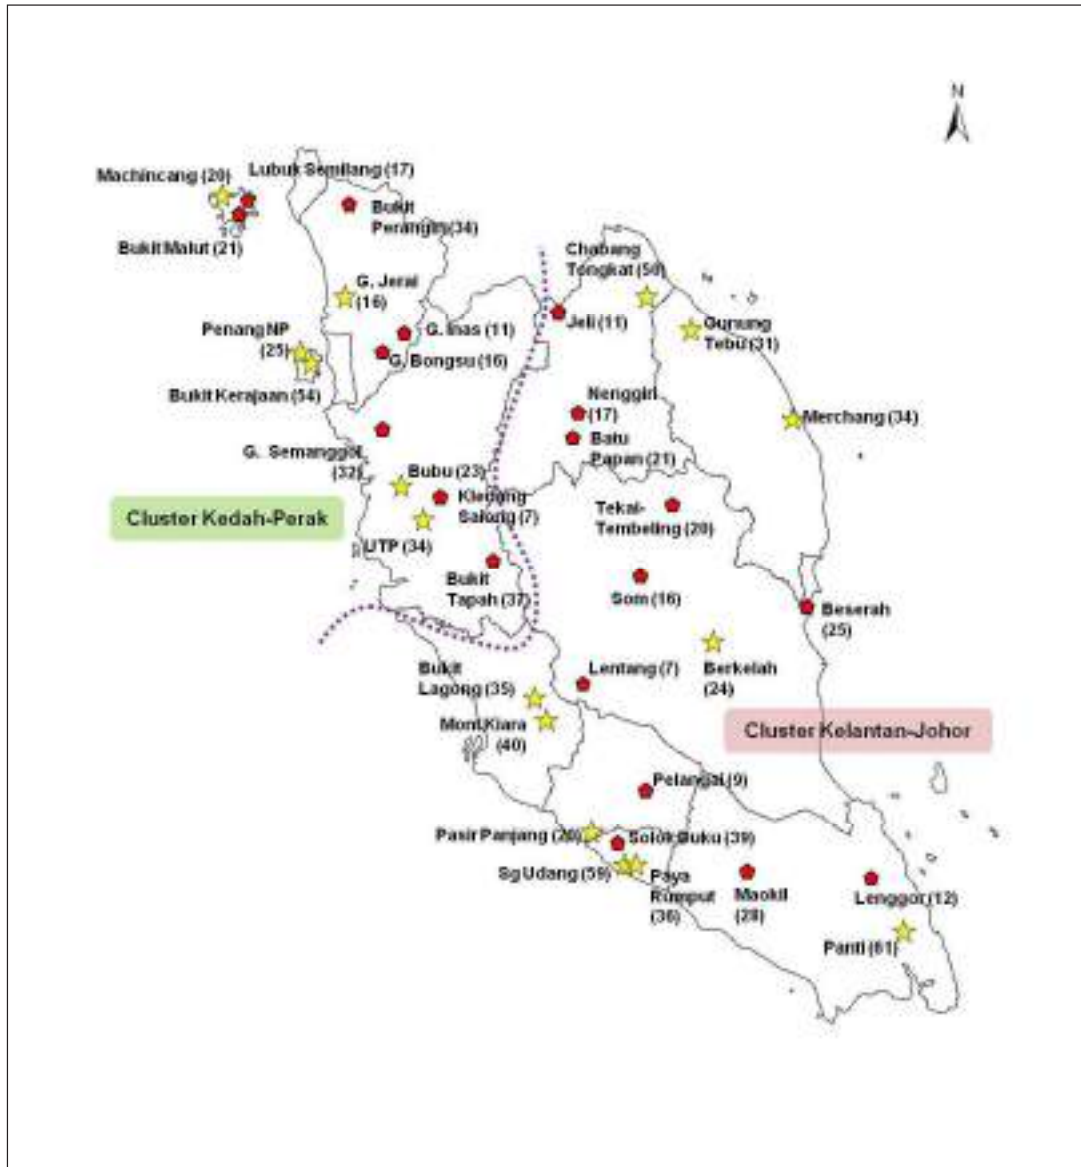 N
Machincang (20)
Lubuk Semilang (17)
Bukit Malut (21)
Bukit
Perangin (34)
G. Jerai
(16)
Chabang
Tongkat (50)
Penang NP
(25)
G. Inas (11)
G. Bongsu (16)
Jeli (11)
Gunung
Tebu (31)
Bukit Kerajaan (54)
Nenggiri
(17)
Merchang (34)
G. Semanggol
(32)
Bubu (23)
Batu
Papan (21)
Cluster Kedah-Perak
Kledang
Saiong (7)
Tekai-
Tembeling (20)
UTP (34)
Bukit
Tapah (37)
Som (16)
Beserah
(25)
Bukit
Lagong (35)
Lentang (7)
Berkelah
(24)
Mont Kiara
(40)
Cluster Kelantan-Johor
Pelangai (9)
Pasir Panjang (20)
Solok Buku (39)
Sg Udang (59)
Paya
Rumput
(36)
Maokil
(28)
Lenggor (12)
Panti (61)